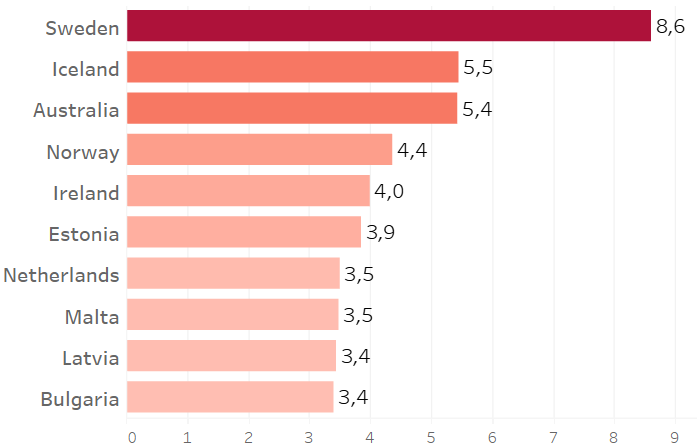 Sweden 8,6
Iceland 5,5
Australia 5,4
Norway 4,4
Ireland 4,0
Estonia 3,9
Netherlands 3,5
Malta 3,5
Latvia 3,4
Bulgaria 3,4
0 1 2 3 4 5 6 7 8 9